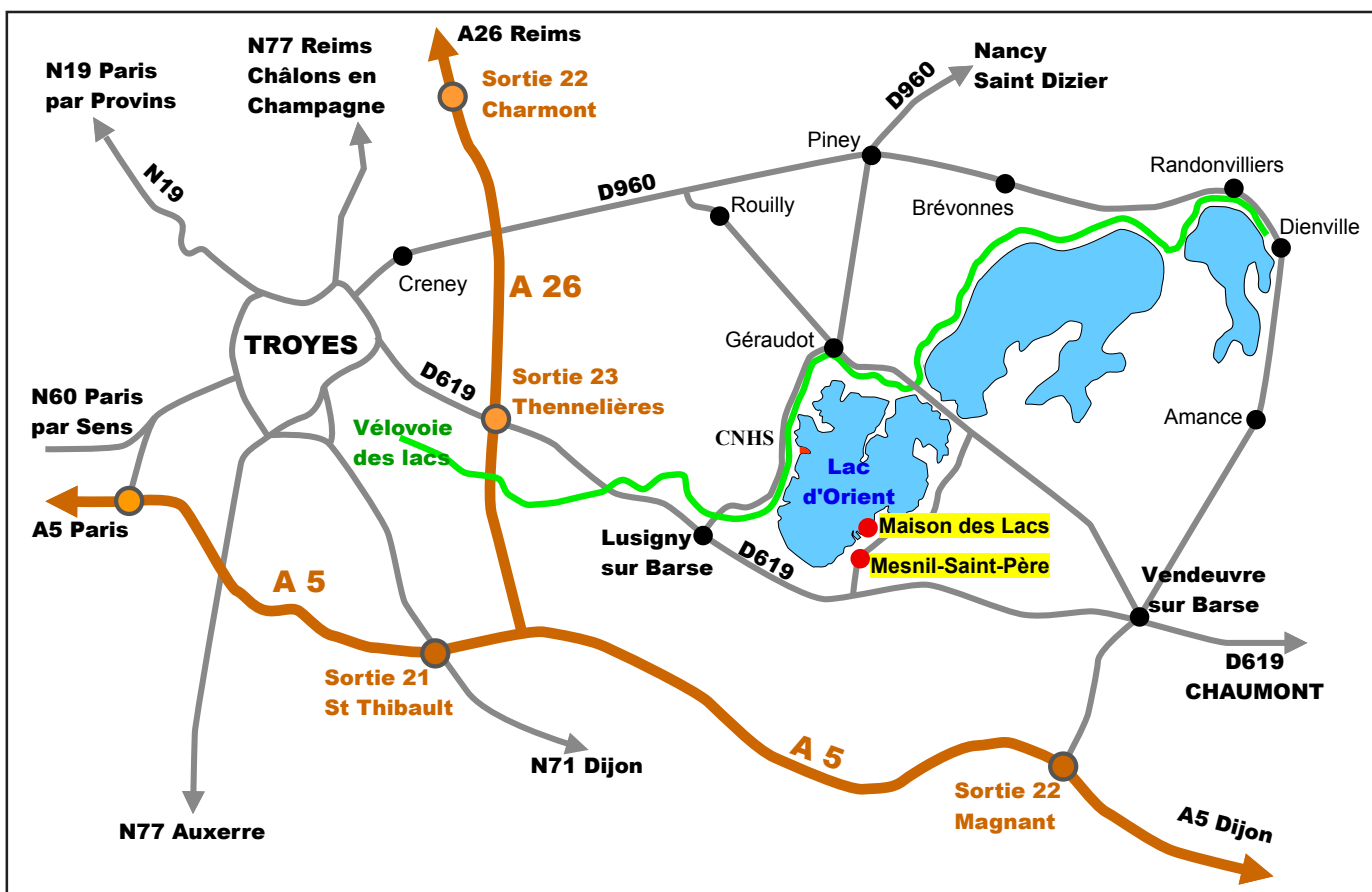 N19 Paris
par Provins
N77 Reims
Châlons en
Champagne
A26 Reims
Sortie 22
Charmont
Nancy
Saint Dizier
D960
N19
Piney
Randonvilliers
D960
Rouilly
Brévonnes
Dienville
Creney
A 26
TROYES
Géraudot
D619
Sortie 23
Thennelières
N60 Paris
par Sens
Vélovoie
des lacs
CNHS
Amance
Lac
d'Orient
A5 Paris
Maison des Lacs
Lusigny
sur Barse
D619
Mesnil-Saint-Père
A 5
Vendeuvre
sur Barse
D619
CHAUMONT
Sortie 21
St Thibault
N71 Dijon
A 5
Sortie 22
Magnant
A5 Dijon
N77 Auxerre